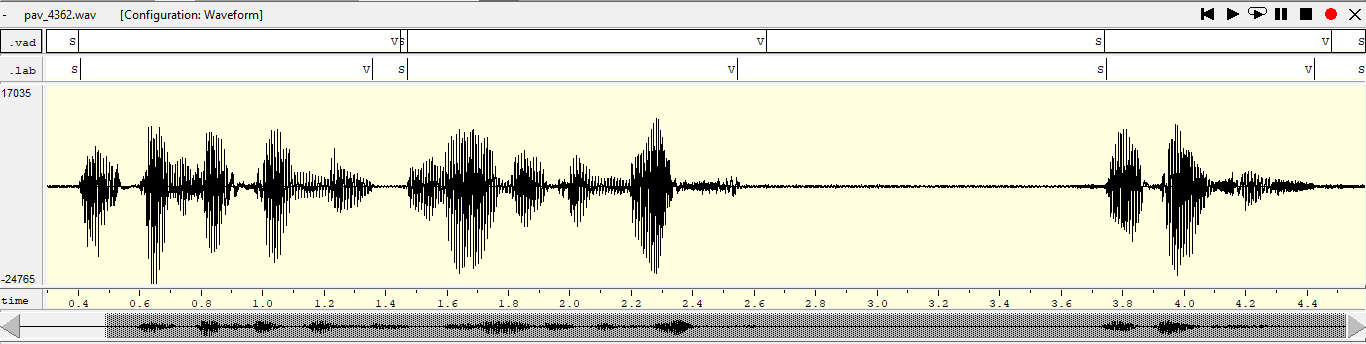 - pav_4362.wav [Configuration: Waveform]
.vad S V S V S V S
.lab S V S V S V S
17035
-24765
time 0.4 0.6 0.8 1.0 1.2 1.4 1.6 1.8 2.0 2.2 2.4 2.6 2.8 3.0 3.2 3.4 3.6 3.8 4.0 4.2 4.4